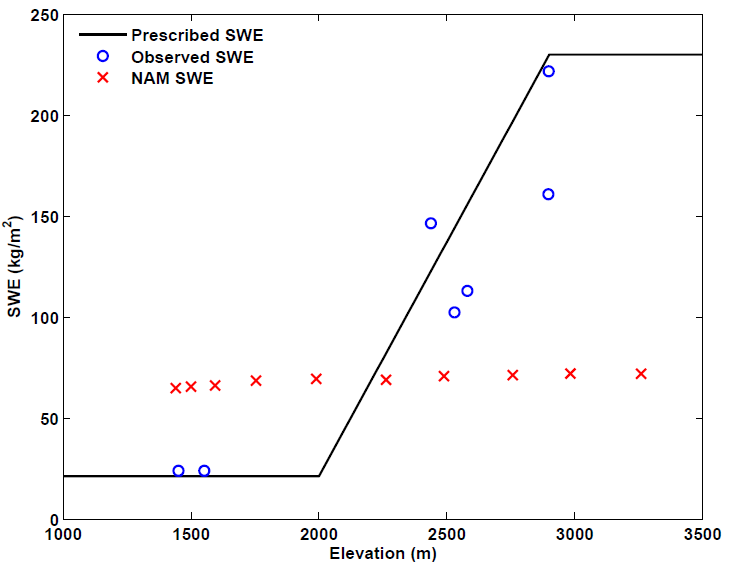 250
200
150
100
50
0
SWE (kg/m²)
Prescribed SWE
Observed SWE
NAM SWE
1000 1500 2000 2500 3000 3500
Elevation (m)